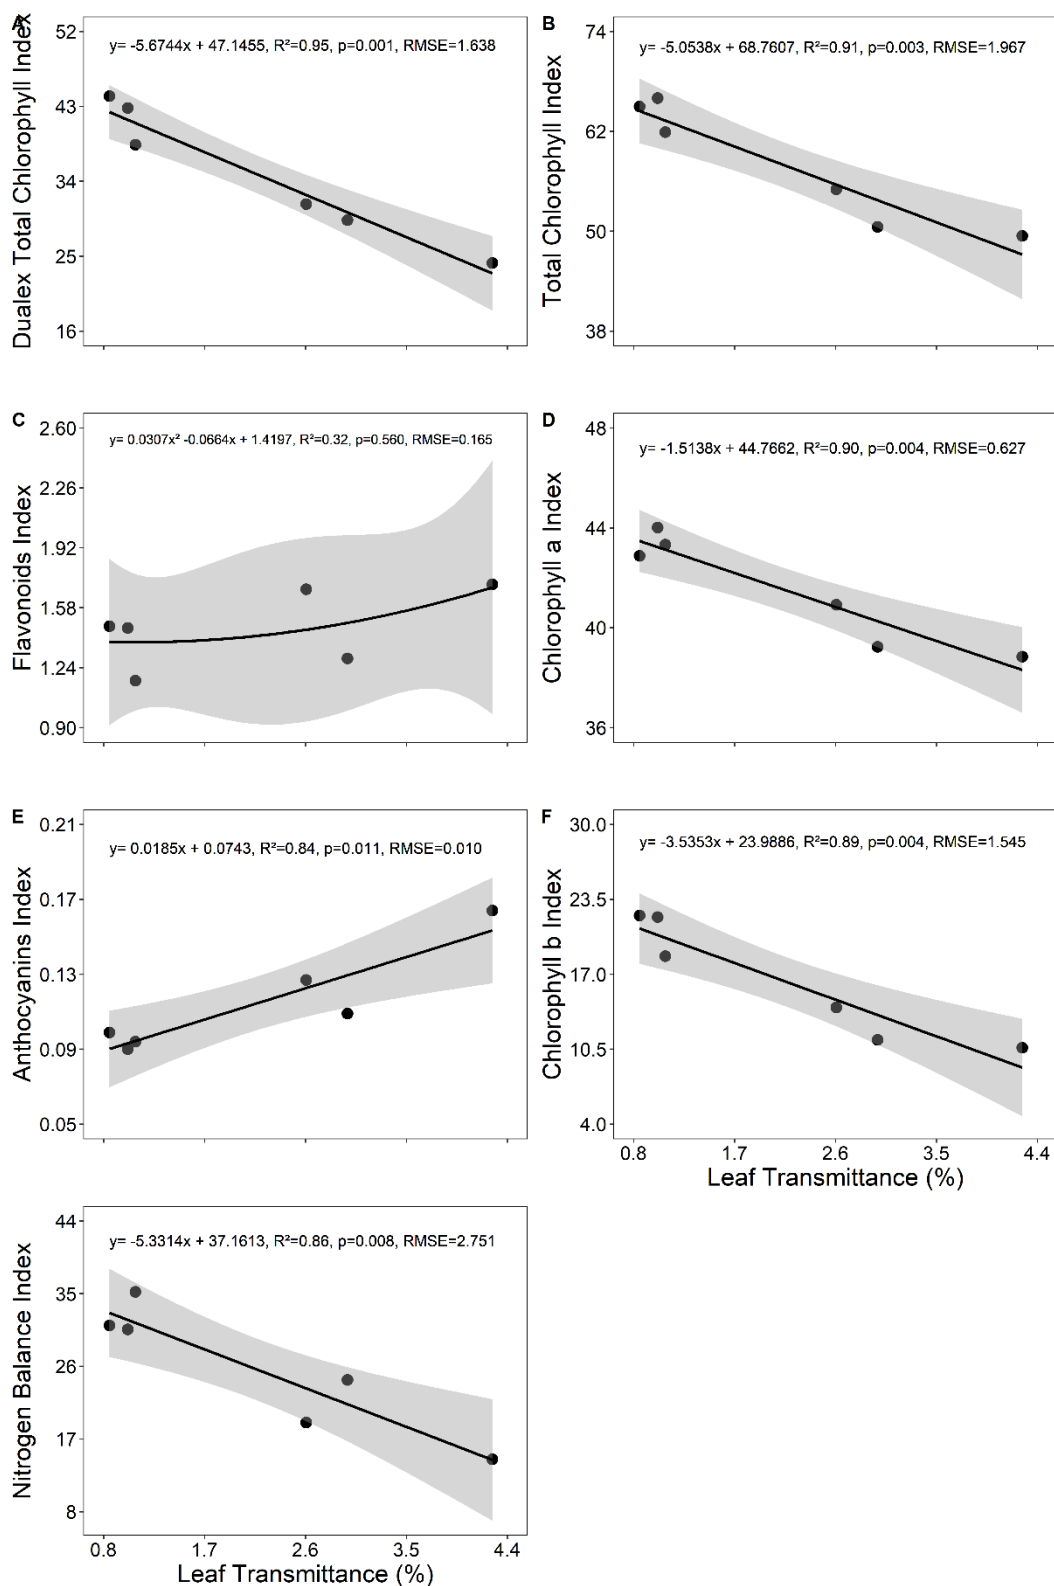 A
Dualex Total Chlorophyll Index
y= -5.6744x + 47.1455, R²=0.95, p=0.001, RMSE=1.638
52
43
34
25
16
B
Total Chlorophyll Index
y= -5.0538x + 68.7607, R²=0.91, p=0.003, RMSE=1.967
74
62
50
38
C
Flavonoids Index
y= 0.0307x² -0.0664x + 1.4197, R²=0.32, p=0.560, RMSE=0.165
2.60
2.26
1.92
1.58
1.24
0.90
D
Chlorophyll a Index
y= -1.5138x + 44.7662, R²=0.90, p=0.004, RMSE=0.627
48
44
40
36
E
Anthocyanins Index
y= 0.0185x + 0.0743, R²=0.84, p=0.011, RMSE=0.010
0.21
0.17
0.13
0.09
0.05
F
Chlorophyll b Index
y= -3.5353x + 23.9886, R²=0.89, p=0.004, RMSE=1.545
30.0
23.5
17.0
10.5
4.0
0.8 1.7 2.6 3.5 4.4
Leaf Transmittance (%)
Nitrogen Balance Index
y= -5.3314x + 37.1613, R²=0.86, p=0.008, RMSE=2.751
44
35
26
17
8
0.8 1.7 2.6 3.5 4.4
Leaf Transmittance (%)